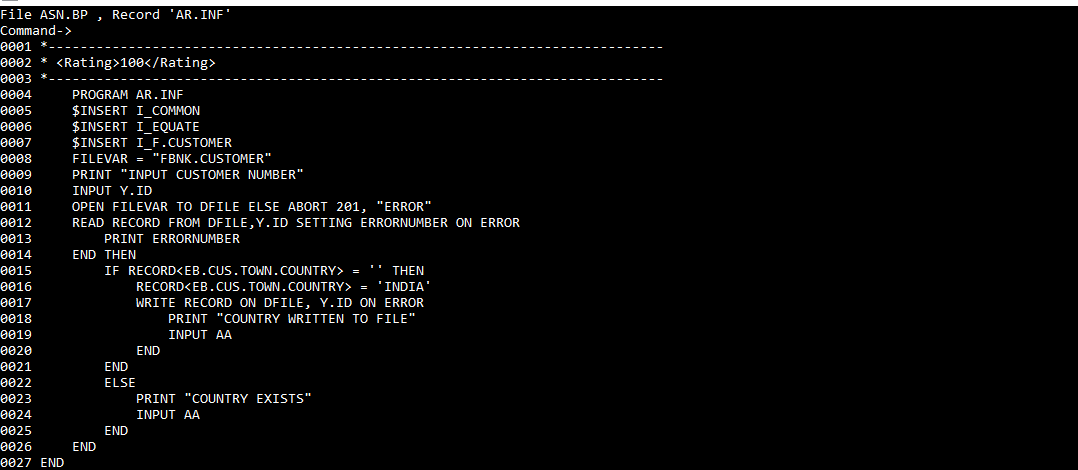 File ASN.BP , Record 'AR.INF'
Command->
0001 *-----------------------------------------------------------------------------
0002 * <Rating>100</Rating>
0003 *-----------------------------------------------------------------------------
0004     PROGRAM AR.INF
0005     $INSERT I_COMMON
0006     $INSERT I_EQUATE
0007     $INSERT I_F.CUSTOMER
0008     FILEVAR = "FBNK.CUSTOMER"
0009     PRINT "INPUT CUSTOMER NUMBER"
0010     INPUT Y.ID
0011     OPEN FILEVAR TO DFILE ELSE ABORT 201, "ERROR"
0012     READ RECORD FROM DFILE,Y.ID SETTING ERRORNUMBER ON ERROR
0013         PRINT ERRORNUMBER
0014     END THEN
0015         IF RECORD<EB.CUS.TOWN.COUNTRY> = '' THEN
0016             RECORD<EB.CUS.TOWN.COUNTRY> = 'INDIA'
0017             WRITE RECORD ON DFILE, Y.ID ON ERROR
0018                 PRINT "COUNTRY WRITTEN TO FILE"
0019                 INPUT AA
0020             END
0021         END
0022         ELSE
0023             PRINT "COUNTRY EXISTS"
0024             INPUT AA
0025         END
0026     END
0027 END